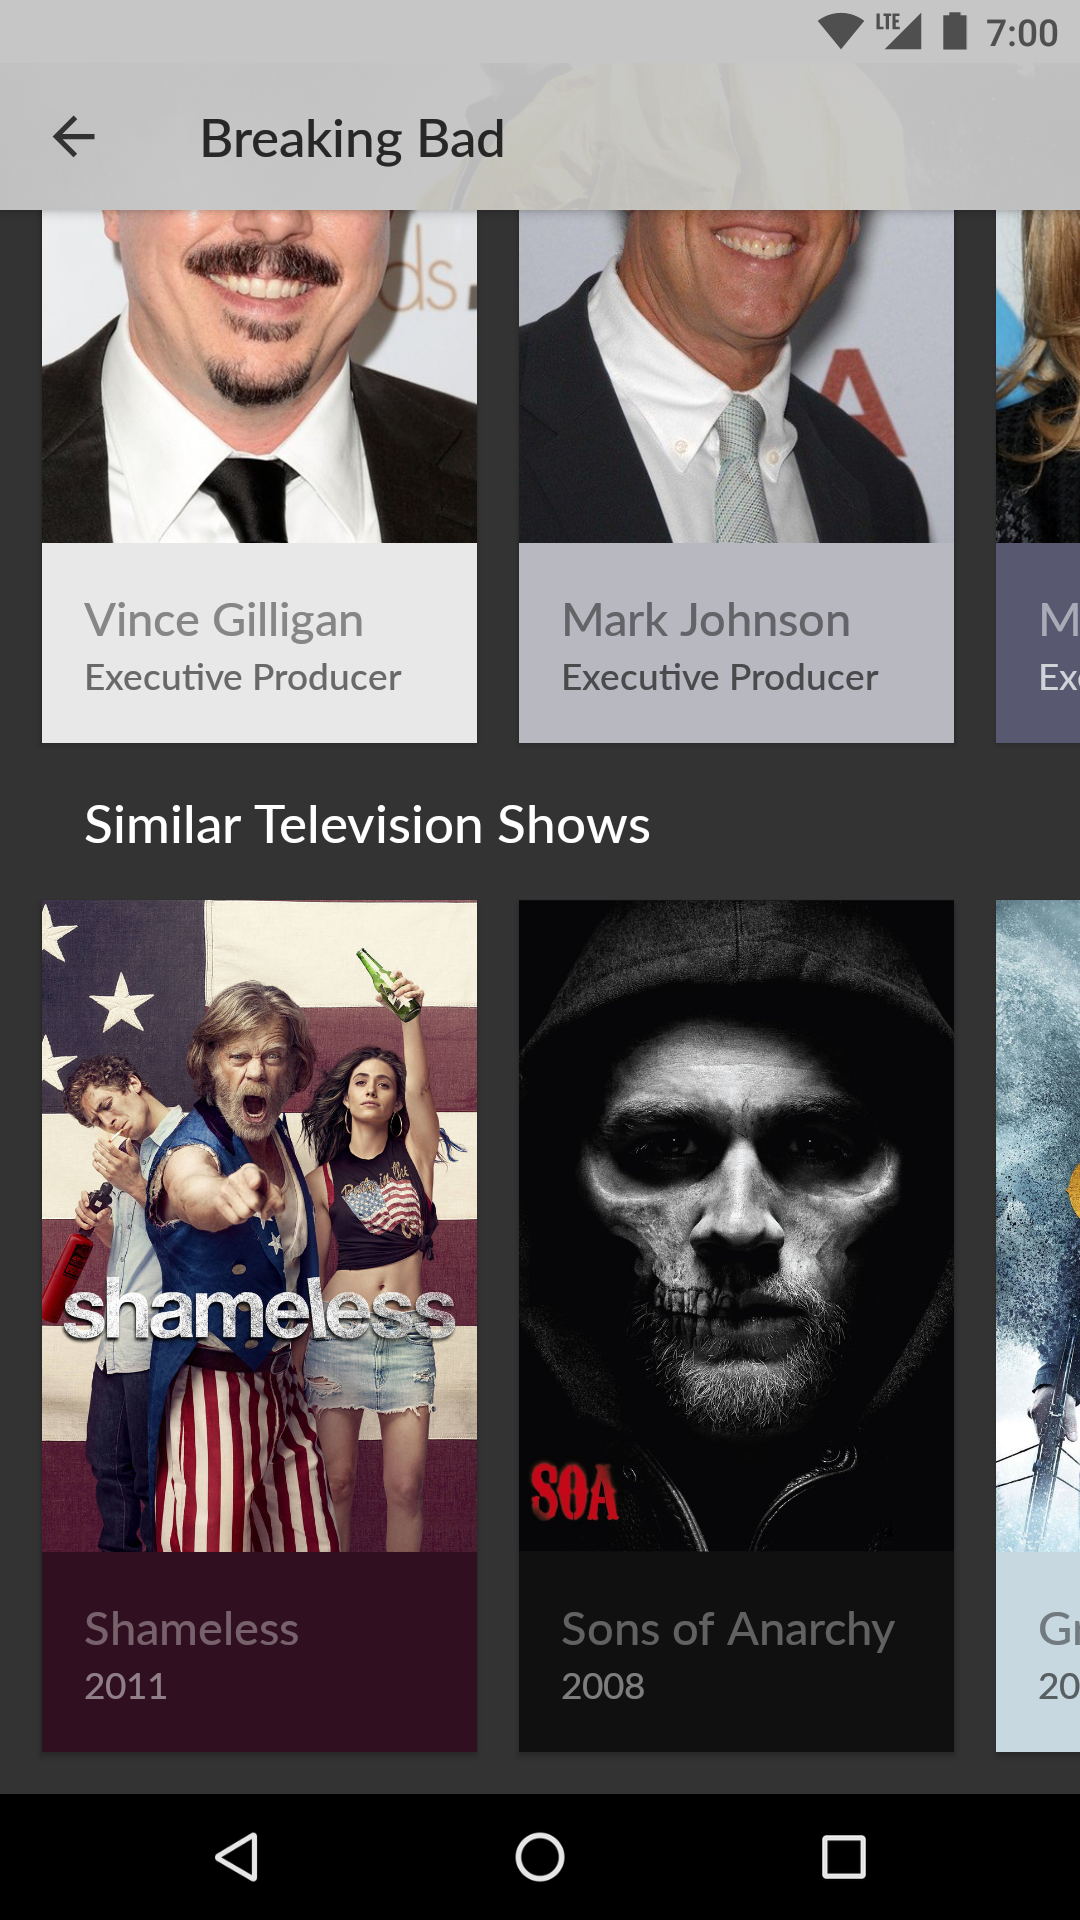 LTE 7:00
Breaking Bad
ds.
A
Vince Gilligan
Mark Johnson
M
Executive Producer
Executive Producer
Ex
Similar Television Shows
shameless
SOA
Shameless
Sons of Anarchy
Gr
2011
2008
20